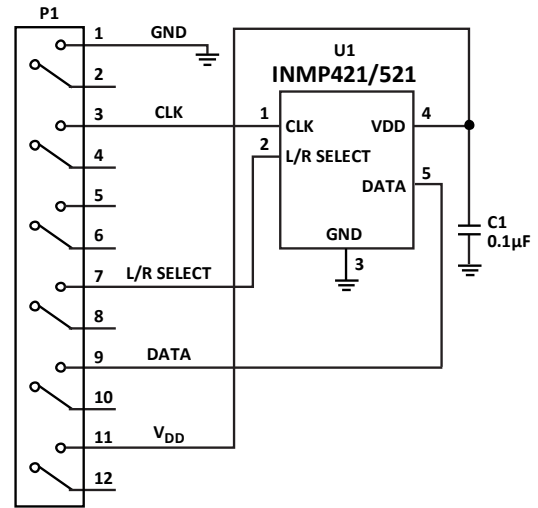 P1
1 GND
2
3 CLK
4
5
6
7 L/R SELECT
8
9 DATA
10
11 VDD
12
U1
INMP421/521
1 CLK
2 L/R SELECT
VDD 4
DATA 5
GND
3
C1
0.1µF